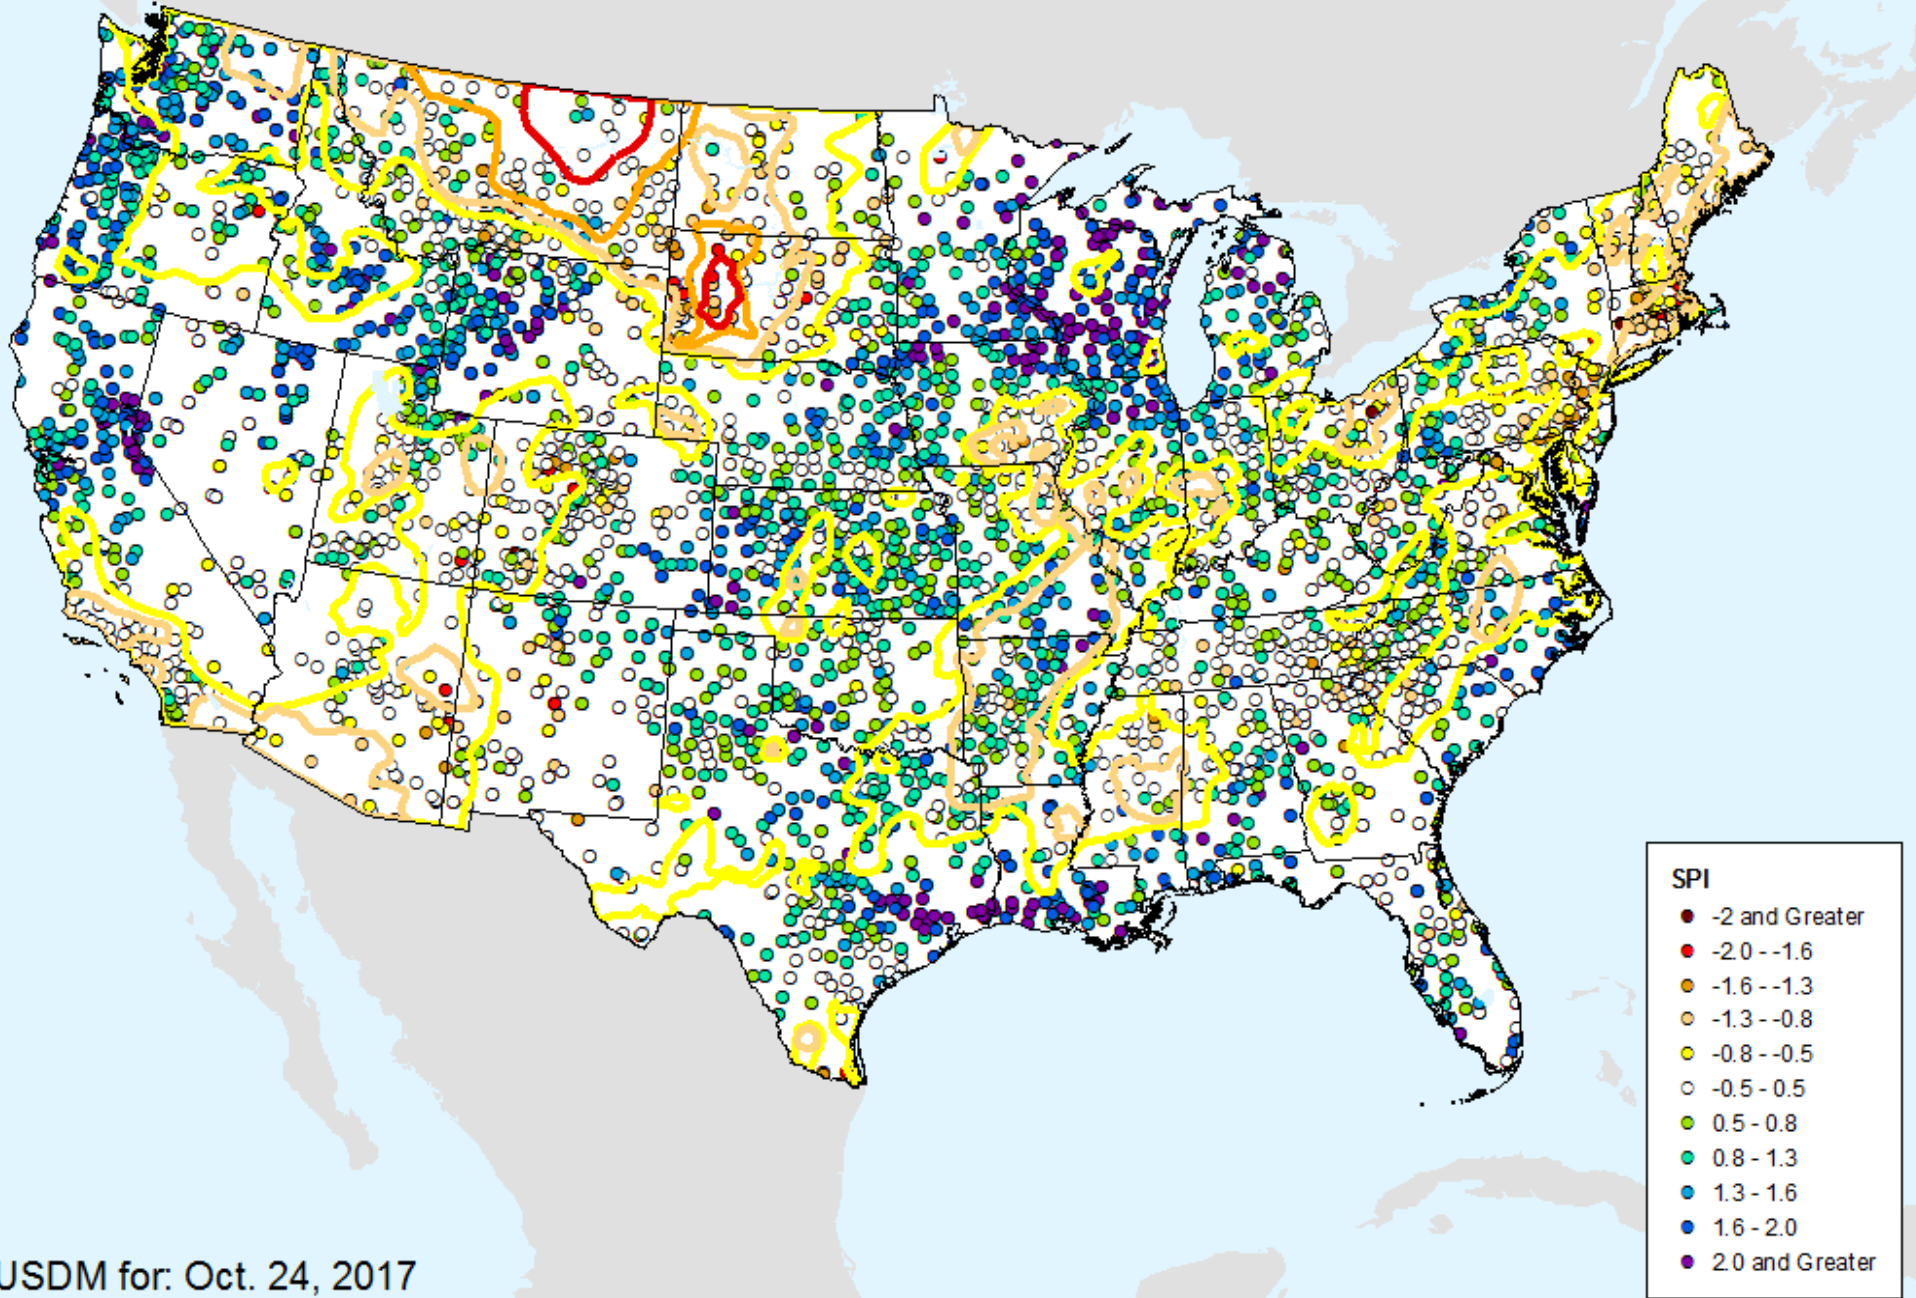 SPI
-2 and Greater
-2.0 - -1.6
-1.6 - -1.3
-1.3 - -0.8
-0.8 - -0.5
-0.5 - 0.5
0.5 - 0.8
0.8 - 1.3
1.3 - 1.6
1.6 - 2.0
2.0 and Greater
USDM for: Oct. 24, 2017